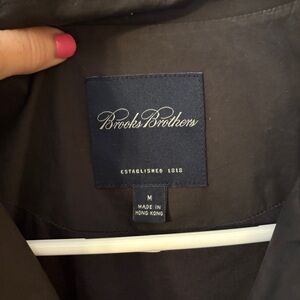 Brooks Brothers
ESTABLISHED 1818
M
MADE IN
HONG KONG